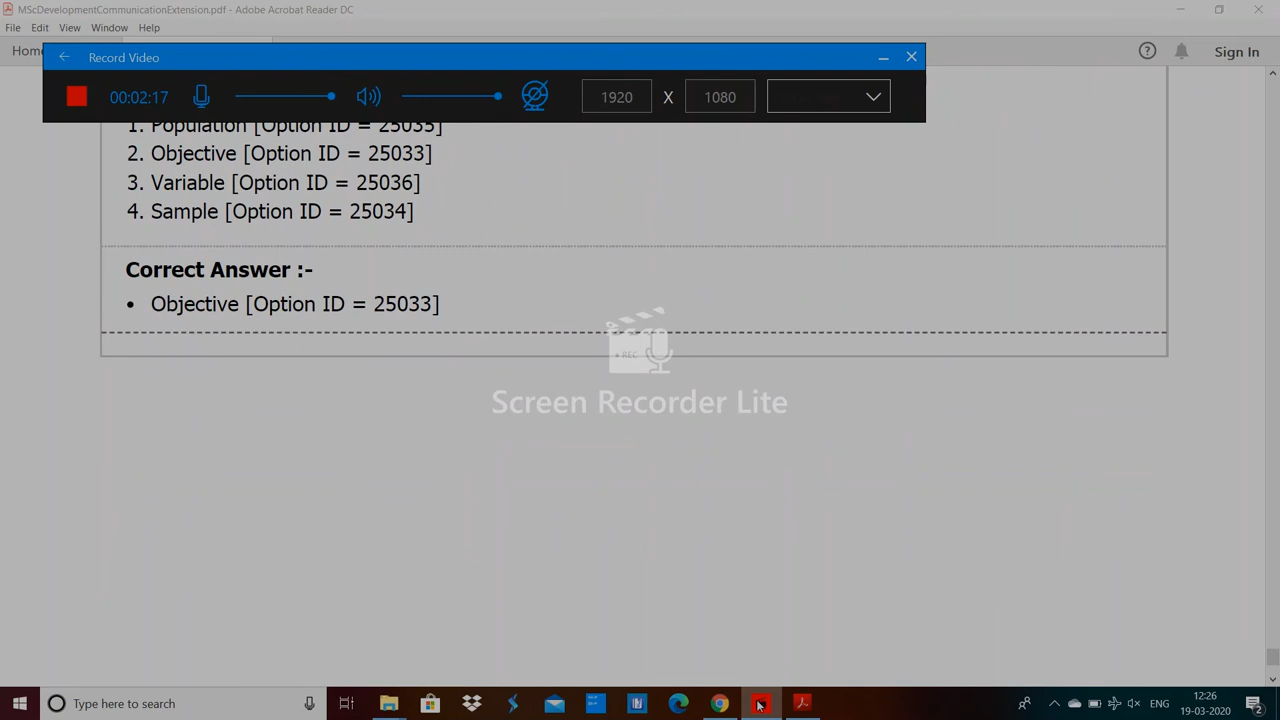 MScDevelopmentCommunicationExtension.pdf - Adobe Acrobat Reader DC
File Edit View Window Help
Home
Sign In
Record Video
00:02:17 1920 X 1080
1. Population [Option ID = 25035]
2. Objective [Option ID = 25033]
3. Variable [Option ID = 25036]
4. Sample [Option ID = 25034]
Correct Answer :-
• Objective [Option ID = 25033]
REC
Screen Recorder Lite
Type here to search
ENG
12:26
19-03-2020
2